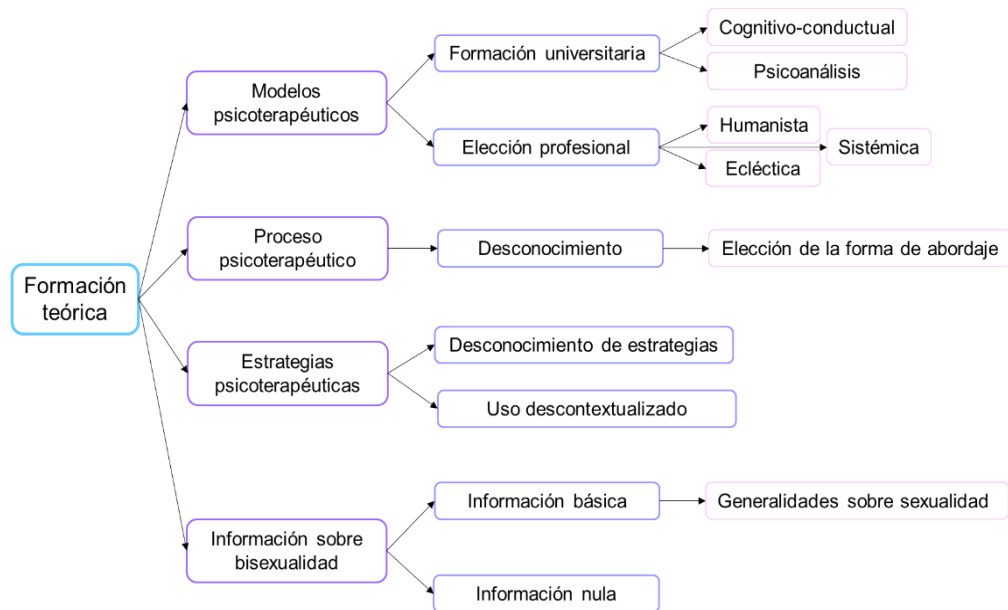 Formación
teórica
Modelos
psicoterapéuticos
Formación universitaria
Cognitivo-conductual
Psicoanálisis
Elección profesional
Humanista
Sistémica
Ecléctica
Proceso
psicoterapéutico
Desconocimiento
Elección de la forma de abordaje
Estrategias
psicoterapéuticas
Desconocimiento de estrategias
Uso descontextualizado
Información sobre
bisexualidad
Información básica
Generalidades sobre sexualidad
Información nula